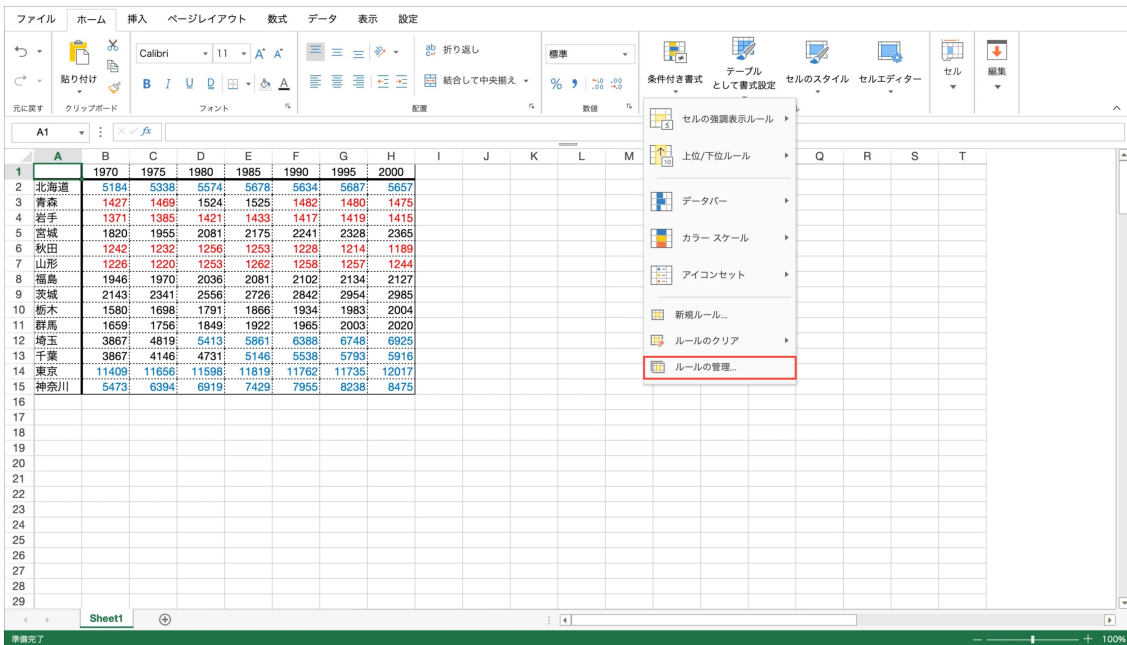 ファイル ホーム 挿入 ページレイアウト 数式 データ 表示 設定
貼り付け
Calibri 11 A A
B I U D A
ab 折り返し
結合して中央揃え
標準
% .00 .00
条件付き書式
テーブル
として書式設定
セルのスタイル
セルエディター
セル
編集
元に戻す クリップボード フォント 配置 数値
A1 fx
A B C D E F G H I J K L M Q R S T
1 1970 1975 1980 1985 1990 1995 2000
2 北海道 5184 5338 5574 5678 5634 5687 5657
3 青森 1427 1469 1524 1525 1482 1480 1475
4 岩手 1371 1385 1421 1433 1417 1419 1415
5 宮城 1820 1955 2081 2175 2241 2328 2365
6 秋田 1242 1232 1256 1253 1228 1214 1189
7 山形 1226 1220 1253 1262 1258 1257 1244
8 福島 1946 1970 2036 2081 2102 2134 2127
9 茨城 2143 2341 2556 2726 2842 2954 2985
10 栃木 1580 1698 1791 1866 1934 1983 2004
11 群馬 1659 1756 1849 1922 1965 2003 2020
12 埼玉 3867 4819 5413 5861 6388 6748 6925
13 千葉 3867 4146 4731 5146 5538 5793 5916
14 東京 11409 11656 11598 11819 11762 11735 12017
15 神奈川 5473 6394 6919 7429 7955 8238 8475
16
17
18
19
20
21
22
23
24
25
26
27
28
29
セルの強調表示ルール
上位/下位ルール
データバー
カラー スケール
アイコンセット
新規ルール...
ルールのクリア
ルールの管理...
Sheet1
準備完了
100%